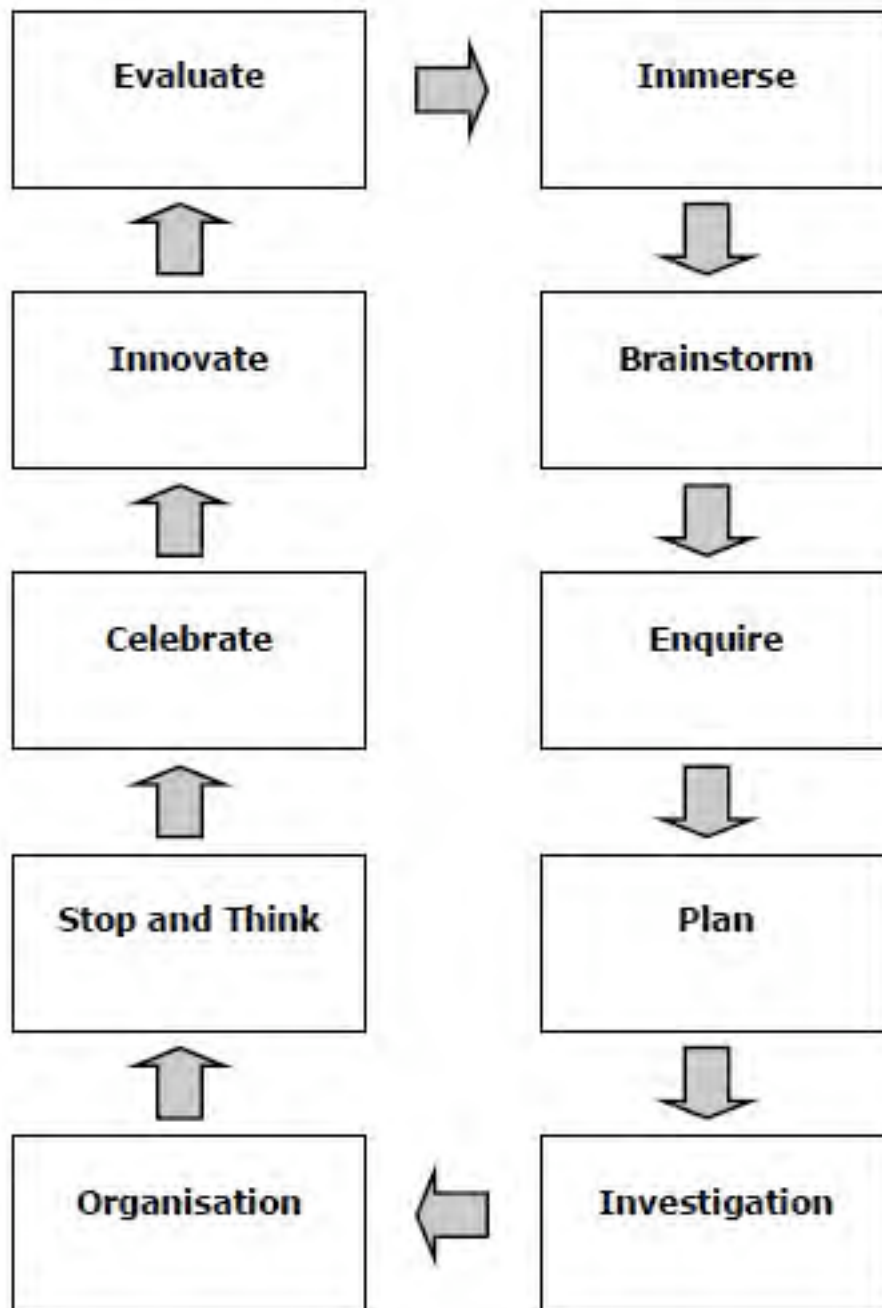 Evaluate
Immerse
Innovate
Brainstorm
Celebrate
Enquire
Stop and Think
Plan
Organisation
Investigation